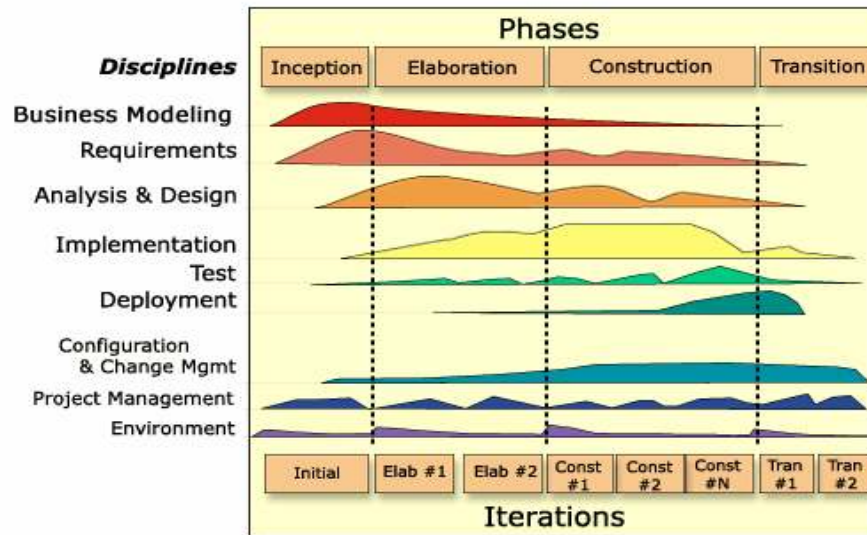 Phases
Disciplines
Inception
Elaboration
Construction
Transition
Business Modeling
Requirements
Analysis & Design
Implementation
Test
Deployment
Configuration
& Change Mgmt
Project Management
Environment
Initial
Elab #1
Elab #2
Const
#1
Const
#2
Const
#N
Tran
#1
Tran
#2
Iterations